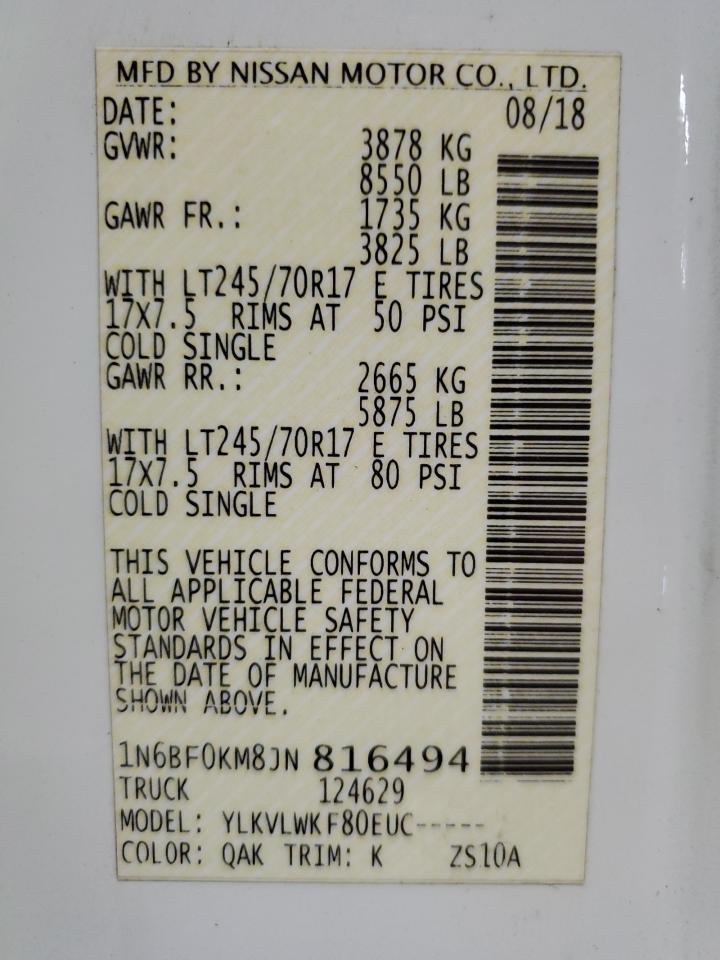 MFD BY NISSAN MOTOR CO., LTD.
DATE: 08/18
GVWR: 3878 KG
8550 LB
GAWR FR.: 1735 KG
3825 LB
WITH LT245/70R17 E TIRES
17X7.5 RIMS AT 50 PSI
COLD SINGLE
GAWR RR.: 2665 KG
5875 LB
WITH LT245/70R17 E TIRES
17X7.5 RIMS AT 80 PSI
COLD SINGLE
THIS VEHICLE CONFORMS TO
ALL APPLICABLE FEDERAL
MOTOR VEHICLE SAFETY
STANDARDS IN EFFECT ON
THE DATE OF MANUFACTURE
SHOWN ABOVE.
1N6BF0KM8JN 816494
TRUCK 124629
MODEL: YLKVLWKF80EUC-----
COLOR: QAK TRIM: K ZS10A